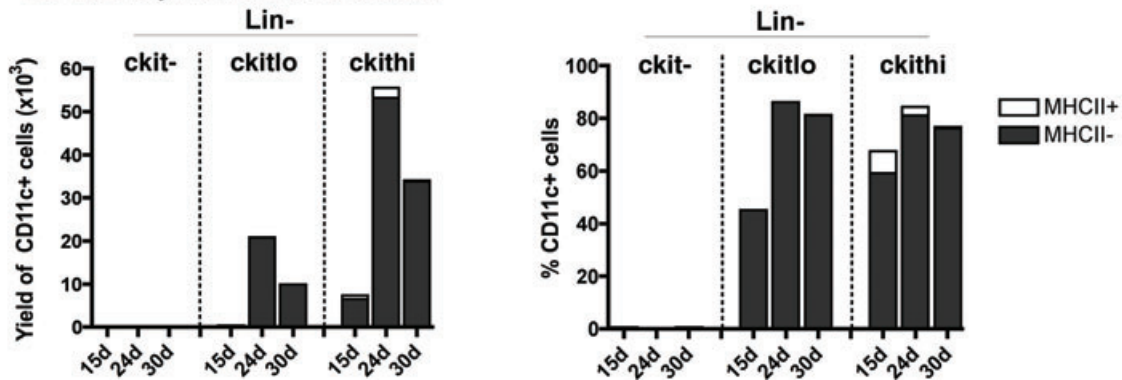 Lin-
ckit- ckitlo ckithi
Yield of CD11c+ cells (x10³)
60
50
40
30
20
10
0
15d 24d 30d 15d 24d 30d 15d 24d 30d
Lin-
ckit- ckitlo ckithi
% CD11c+ cells
100
80
60
40
20
0
15d 24d 30d 15d 24d 30d 15d 24d 30d
MHCII+
MHCII-